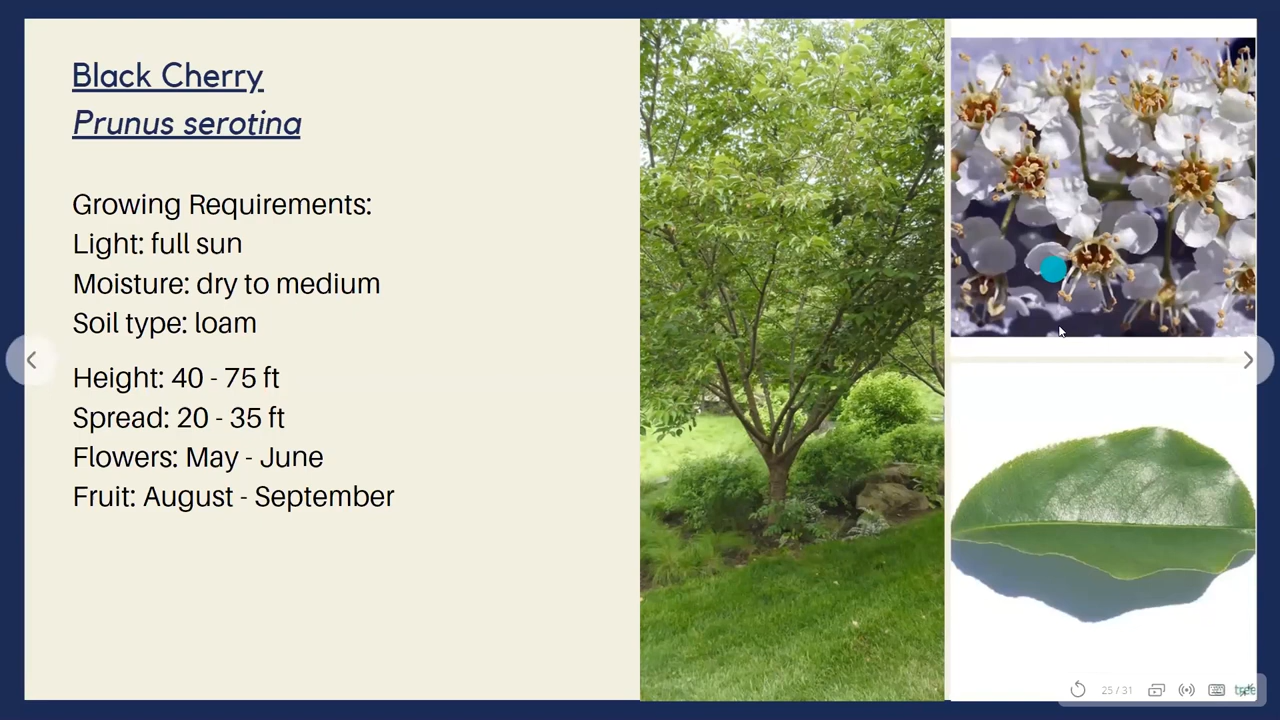 Black Cherry
Prunus serotina
Growing Requirements:
Light: full sun
Moisture: dry to medium
Soil type: loam
Height: 40 - 75 ft
Spread: 20 - 35 ft
Flowers: May - June
Fruit: August - September
25 / 31